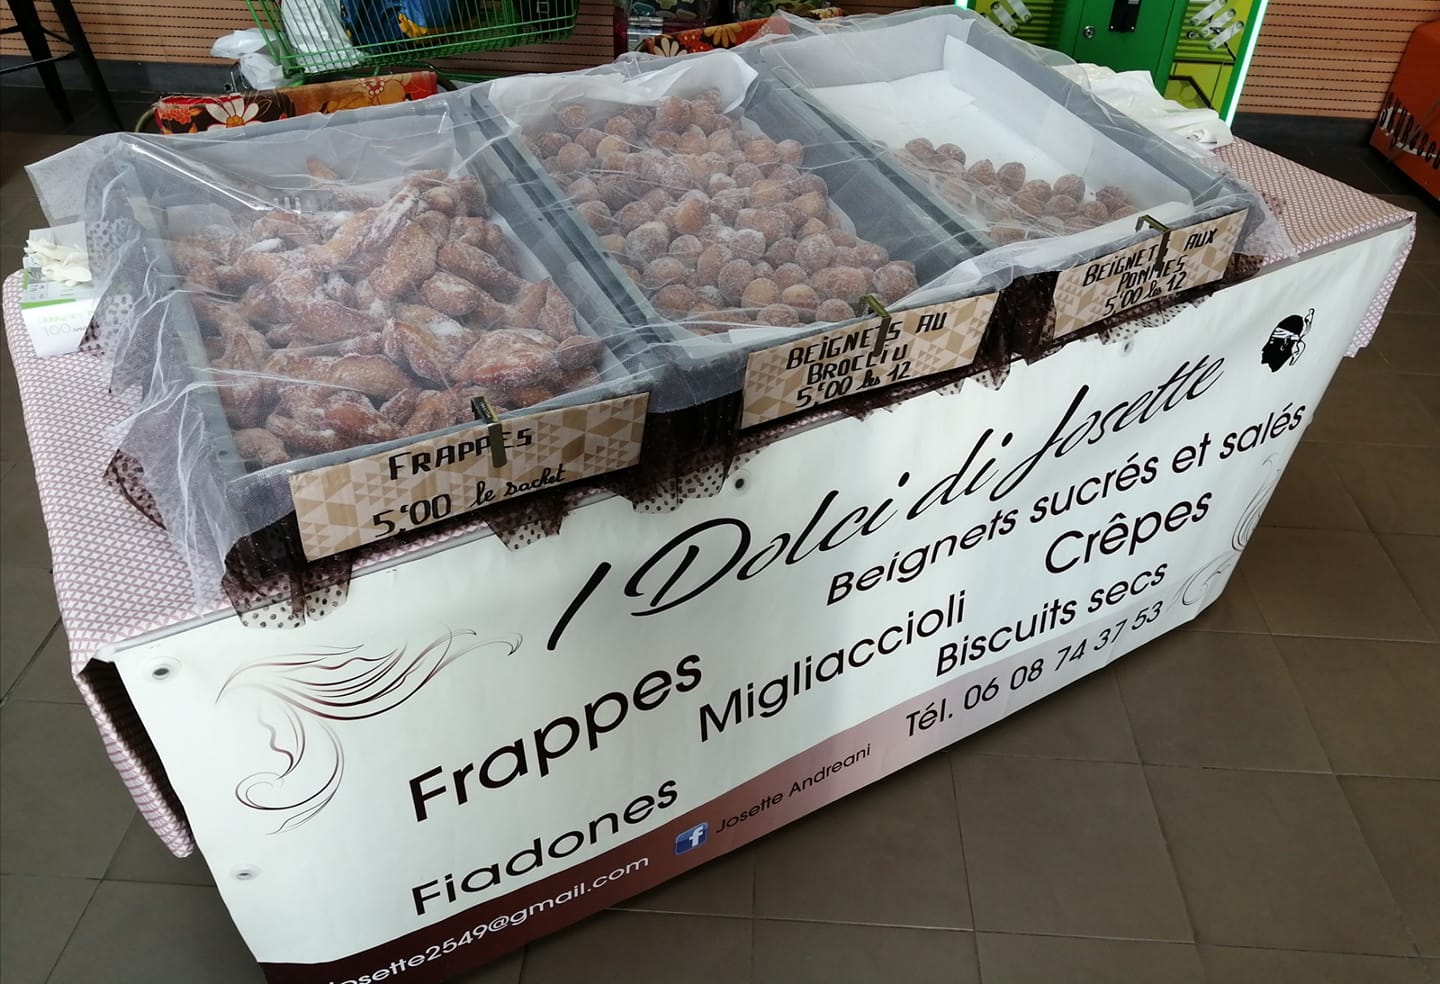 FRAPPES
5,€00 le sachet
BEIGNETS AU
BROCCIU
5,€00 les 12
BEIGNETS AUX
POMMES
5,€00 les 12
I Dolci di Josette
Beignets sucrés et salés
Frappes
Migliaccioli
Crêpes
Fiadones
Biscuits secs
Tél. 06 08 74 37 53
f Josette Andreani
josette2549@gmail.com
100